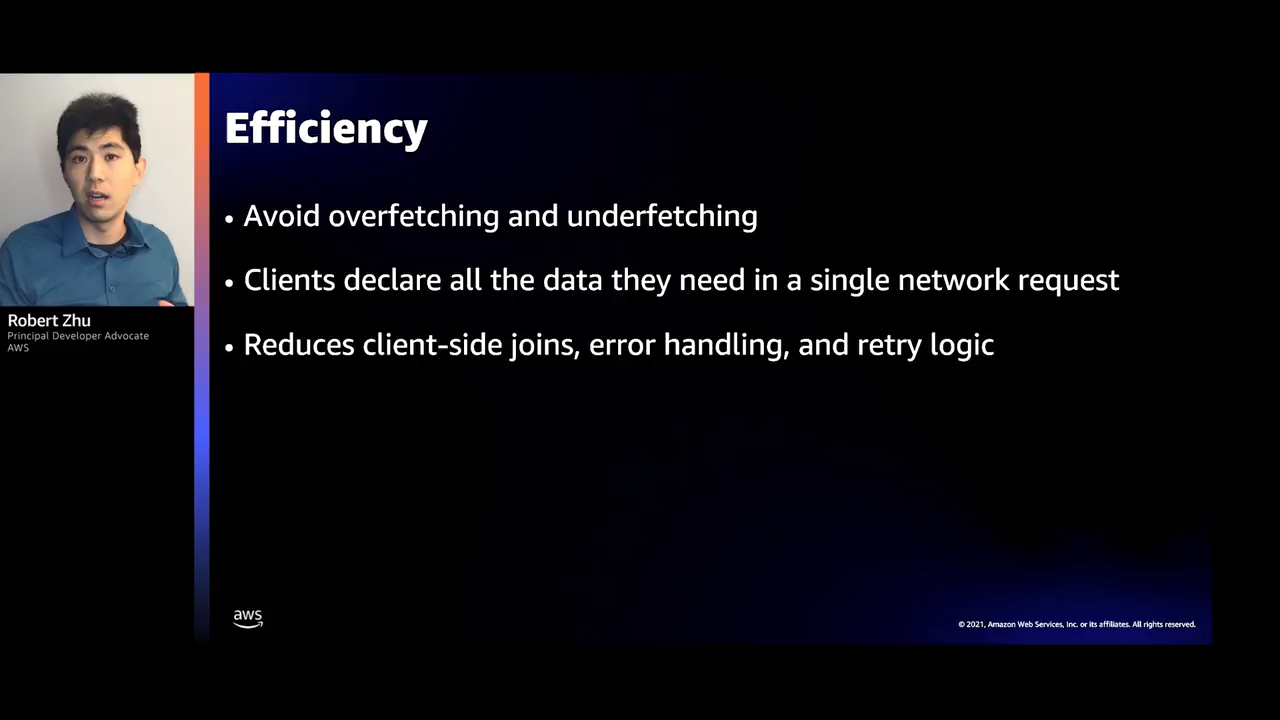 Efficiency
• Avoid overfetching and underfetching
• Clients declare all the data they need in a single network request
• Reduces client-side joins, error handling, and retry logic
Robert Zhu
Principal Developer Advocate
AWS
aws
© 2021, Amazon Web Services, Inc. or its affiliates. All rights reserved.